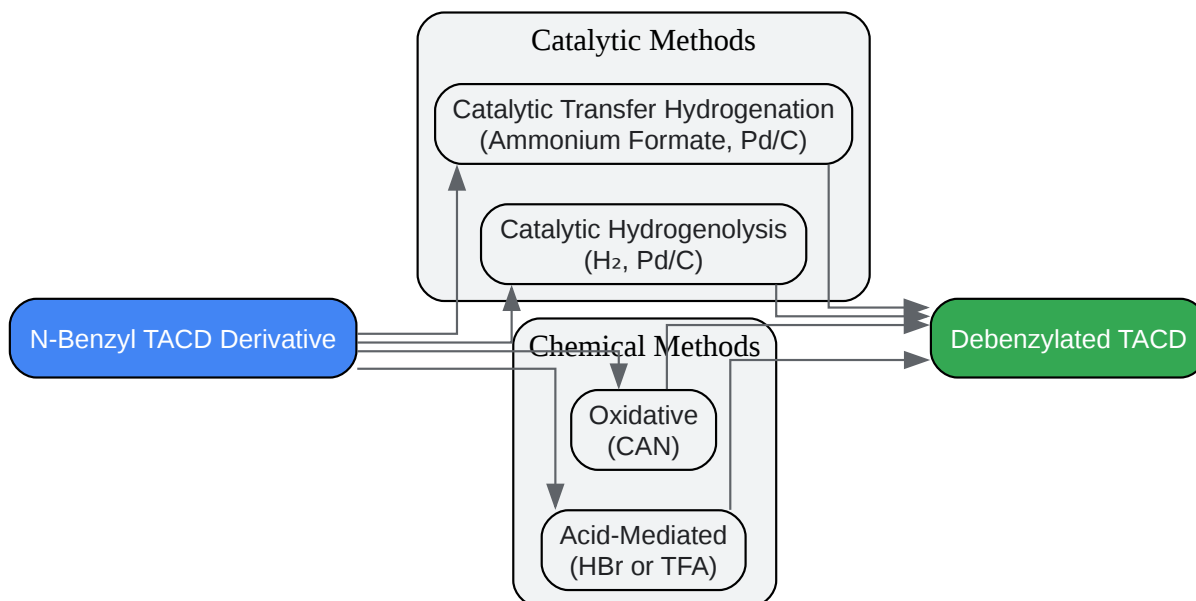 Catalytic Methods
Catalytic Transfer Hydrogenation
(Ammonium Formate, Pd/C)
Catalytic Hydrogenolysis
(H₂, Pd/C)
N-Benzyl TACD Derivative
Debenzylated TACD
Chemical Methods
Oxidative
(CAN)
Acid-Mediated
(HBr or TFA)